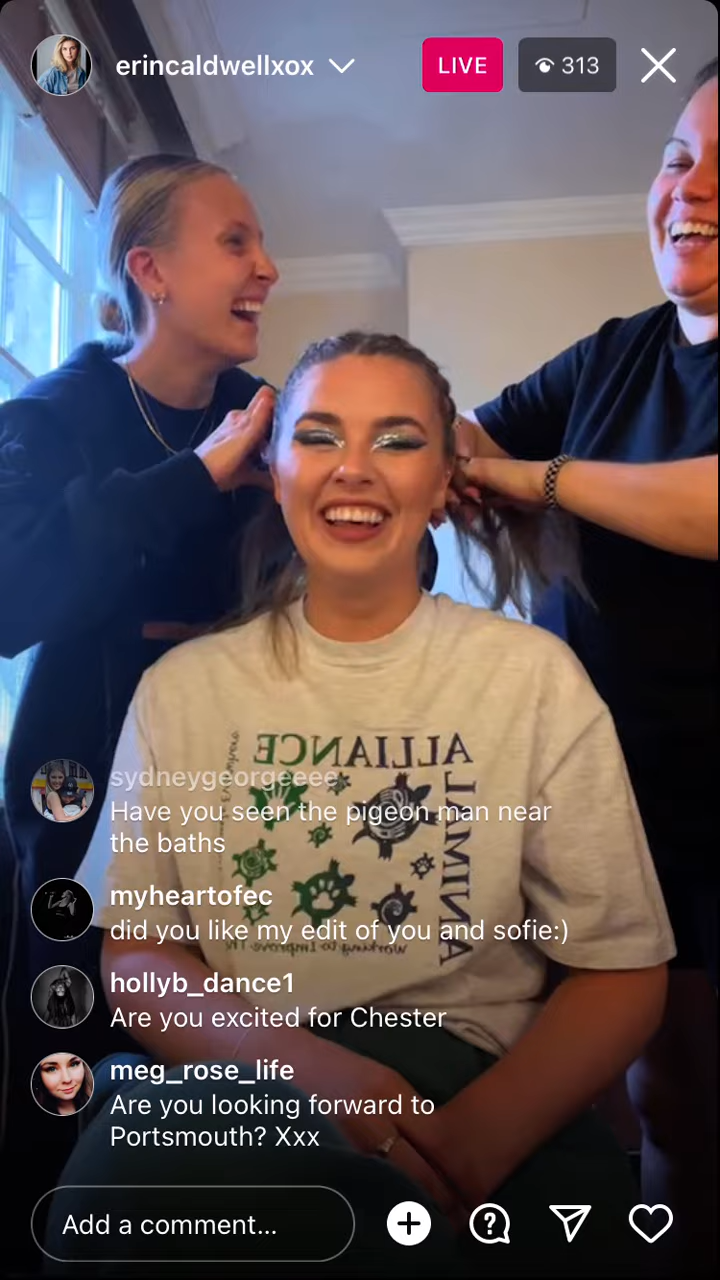 erincaldwellxox
LIVE
313
ALLIANCE
ANIMAL
sydneygeorgeeee
Have you seen the pigeon man near
the baths
myheartofec
did you like my edit of you and sofie:)
hollyb_dance1
Are you excited for Chester
meg_rose_life
Are you looking forward to
Portsmouth? Xxx
Add a comment...